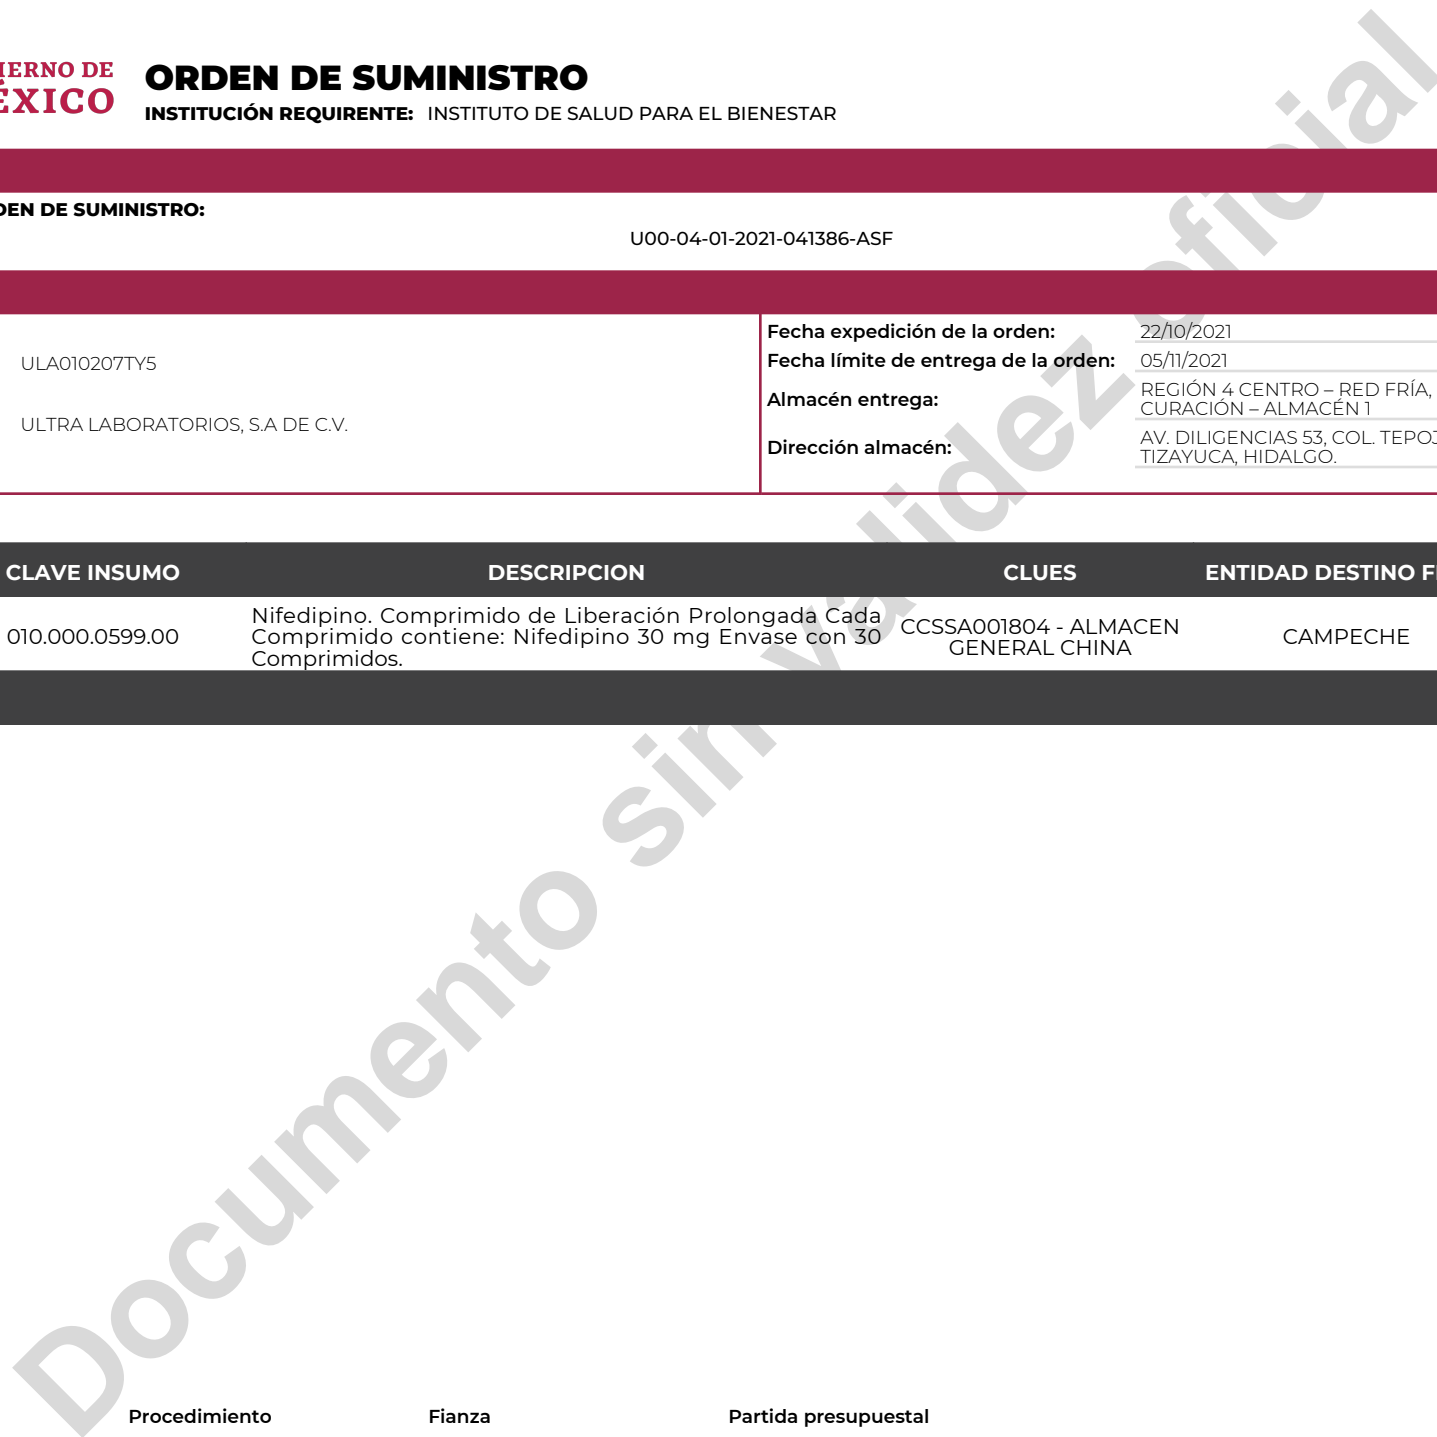 IERNO DE
ÉXICO
ORDEN DE SUMINISTRO
INSTITUCIÓN REQUIRENTE: INSTITUTO DE SALUD PARA EL BIENESTAR
DEN DE SUMINISTRO:
U00-04-01-2021-041386-ASF
ULA010207TY5
ULTRA LABORATORIOS, S.A DE C.V.
Fecha expedición de la orden: 22/10/2021
Fecha límite de entrega de la orden: 05/11/2021
Almacén entrega: REGIÓN 4 CENTRO – RED FRÍA,
CURACIÓN – ALMACÉN 1
Dirección almacén: AV. DILIGENCIAS 53, COL. TEPOJ
TIZAYUCA, HIDALGO.
CLAVE INSUMO DESCRIPCION CLUES ENTIDAD DESTINO FI
010.000.0599.00
Nifedipino. Comprimido de Liberación Prolongada Cada
Comprimido contiene: Nifedipino 30 mg Envase con 30
Comprimidos.
CCSSA001804 - ALMACEN
GENERAL CHINA
CAMPECHE
Procedimiento Fianza Partida presupuestal
Documento sin validez oficial